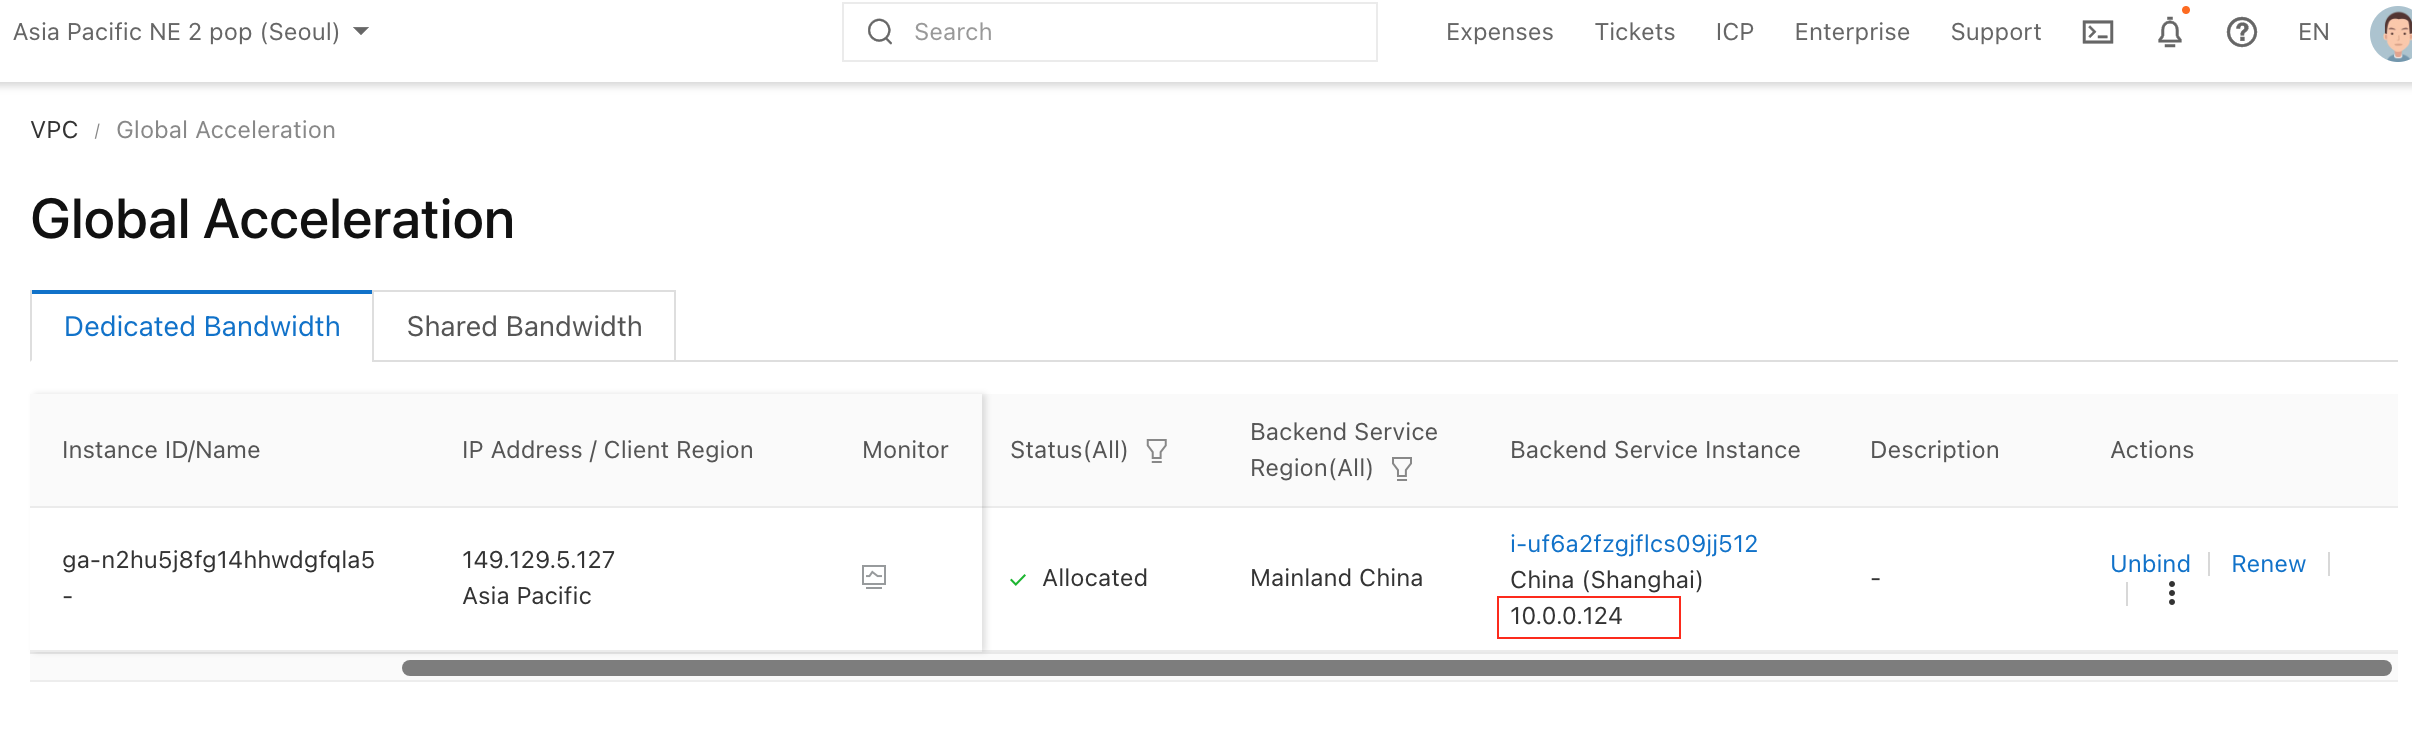 Asia Pacific NE 2 pop (Seoul)
Search
Expenses
Tickets
ICP
Enterprise
Support
EN
VPC / Global Acceleration
Global Acceleration
Dedicated Bandwidth
Shared Bandwidth
Instance ID/Name
IP Address / Client Region
Monitor
Status(All)
Backend Service
Region(All)
Backend Service Instance
Description
Actions
ga-n2hu5j8fg14hhwdgfqla5
-
149.129.5.127
Asia Pacific
Allocated
Mainland China
i-uf6a2fzgjflcs09jj512
China (Shanghai)
10.0.0.124
-
Unbind
Renew